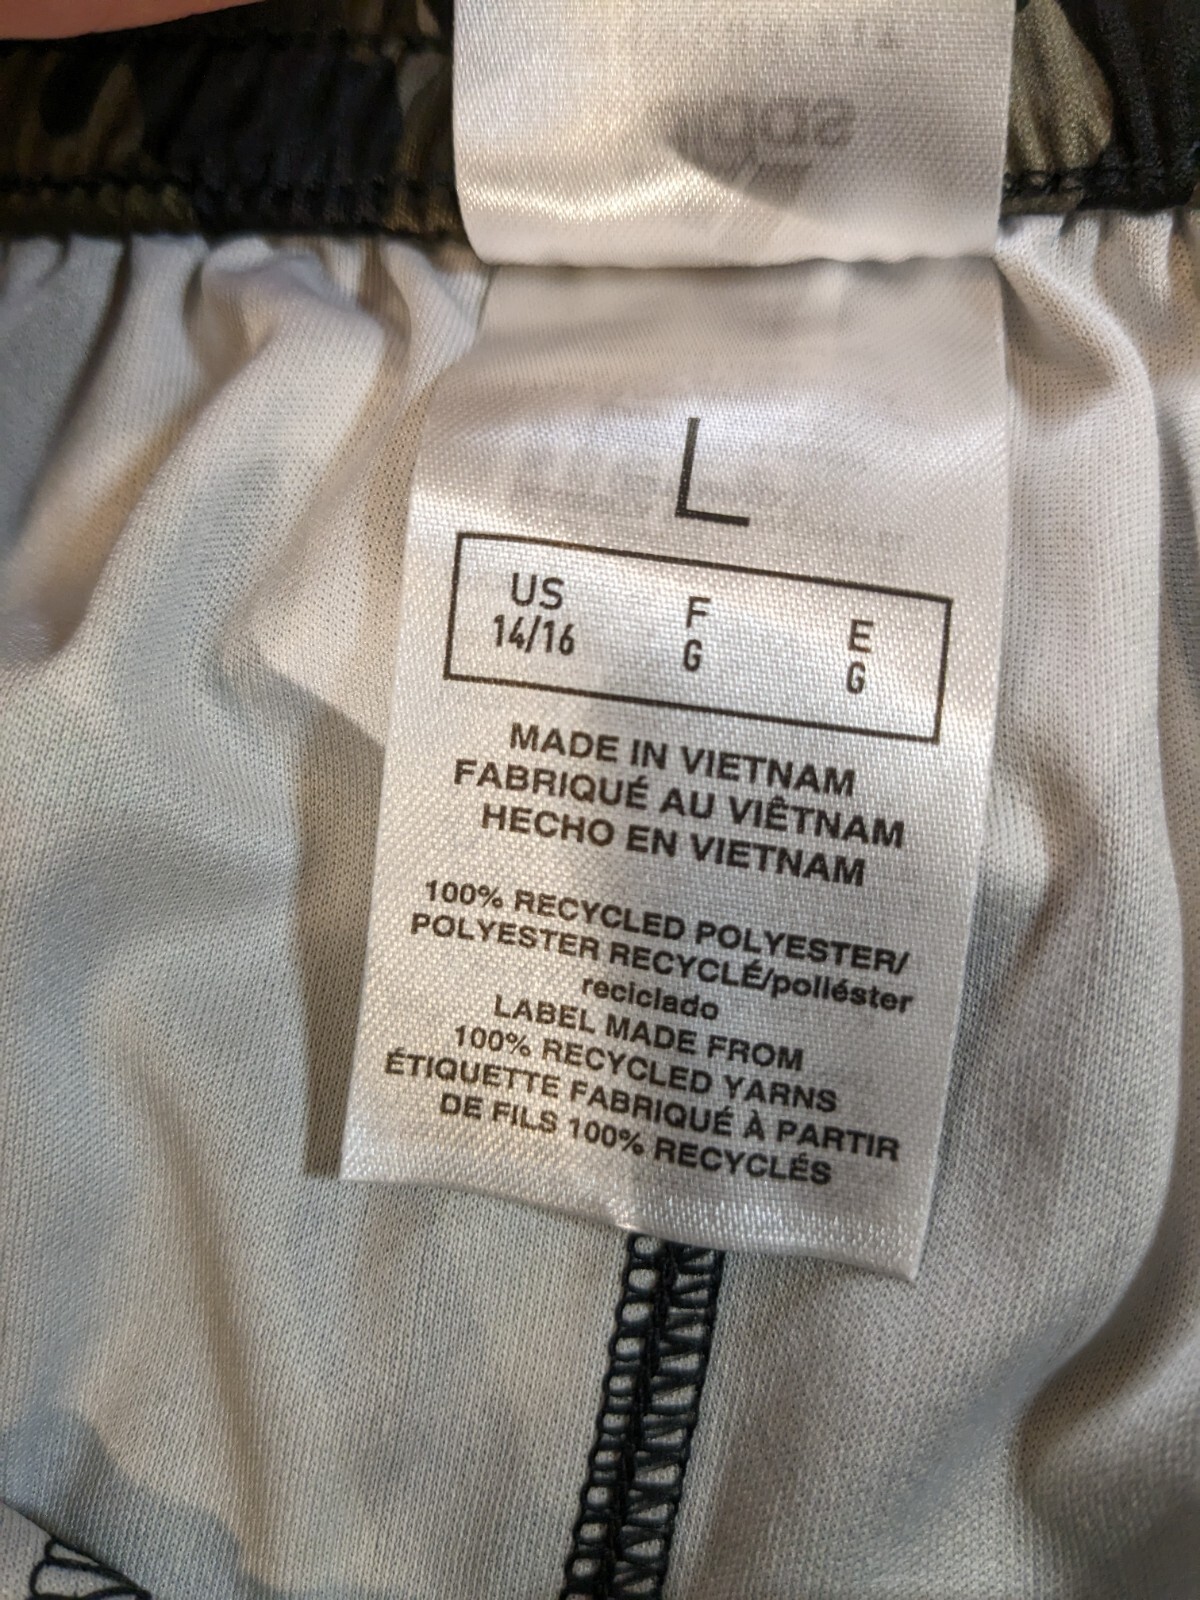 L
US F E
14/16 G G
MADE IN VIETNAM
FABRIQUÉ AU VIÊTNAM
HECHO EN VIETNAM
100% RECYCLED POLYESTER/
POLYESTER RECYCLÉ/poliéster
reciclado
LABEL MADE FROM
100% RECYCLED YARNS
ÉTIQUETTE FABRIQUÉ À PARTIR
DE FILS 100% RECYCLÉS